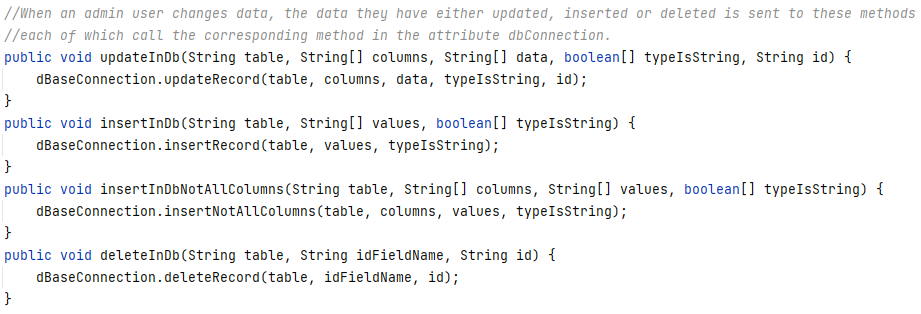 //When an admin user changes data, the data they have either updated, inserted or deleted is sent to these methods
//each of which call the corresponding method in the attribute dbConnection.
public void updateInDb(String table, String[] columns, String[] data, boolean[] typeIsString, String id) {
    dBaseConnection.updateRecord(table, columns, data, typeIsString, id);
}
public void insertInDb(String table, String[] values, boolean[] typeIsString) {
    dBaseConnection.insertRecord(table, values, typeIsString);
}
public void insertInDbNotAllColumns(String table, String[] columns, String[] values, boolean[] typeIsString) {
    dBaseConnection.insertNotAllColumns(table, columns, values, typeIsString);
}
public void deleteInDb(String table, String idFieldName, String id) {
    dBaseConnection.deleteRecord(table, idFieldName, id);
}